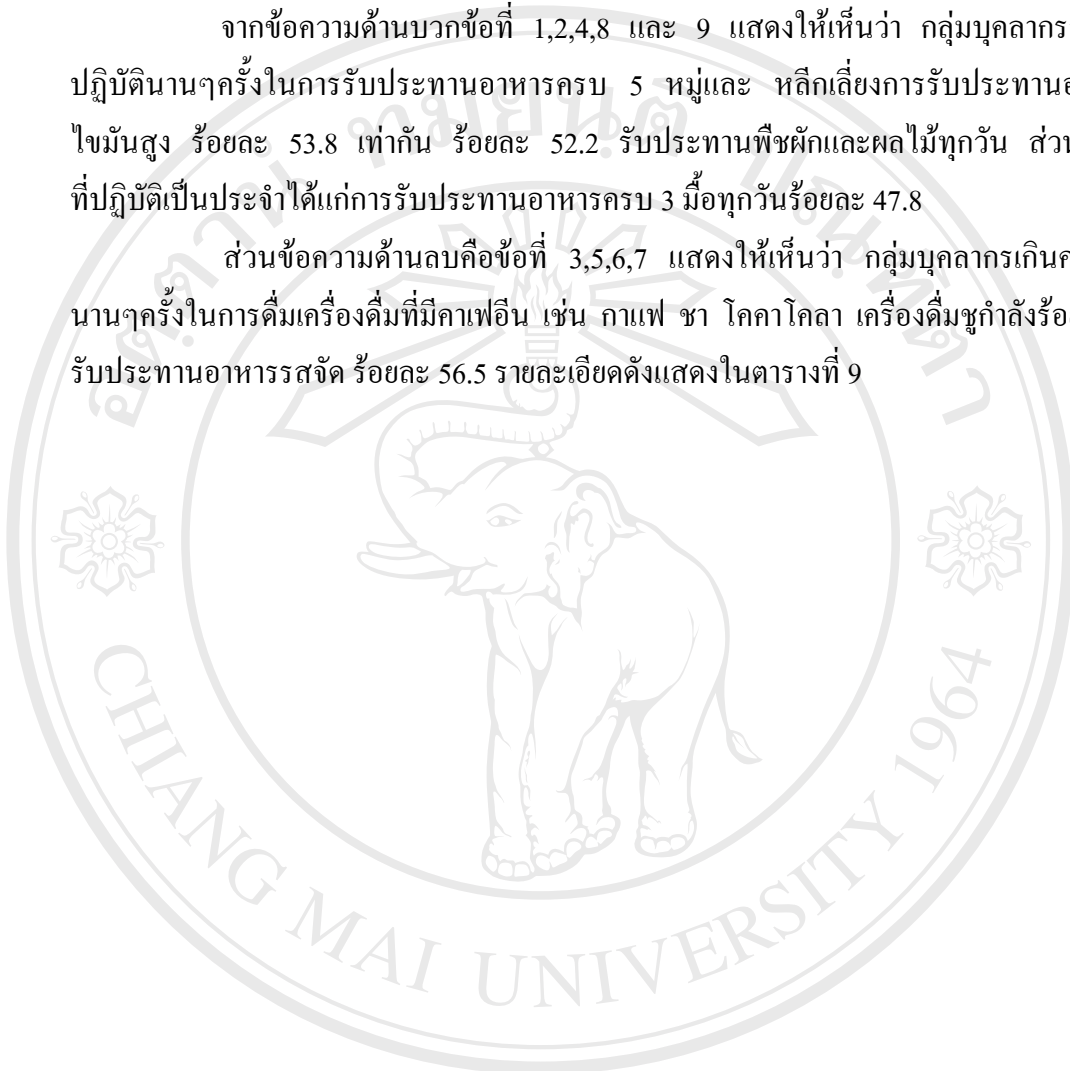 จากข้อความด้านบวกข้อที่ 1,2,4,8 และ 9 แสดงให้เห็นว่า กลุ่มบุคลากร
ปฏิบัตินานๆครั้งในการรับประทานอาหารครบ 5 หมู่และ หลีกเลี่ยงการรับประทาน
ไขมันสูง ร้อยละ 53.8 เท่ากัน ร้อยละ 52.2 รับประทานพืชผักและผลไม้ทุกวัน ส่วน
ที่ปฏิบัติเป็นประจำได้แก่การรับประทานอาหารครบ 3 มื้อทุกวันร้อยละ 47.8
ส่วนข้อความด้านลบคือข้อที่ 3,5,6,7 แสดงให้เห็นว่า กลุ่มบุคลากรเกิน
นานๆครั้งในการดื่มเครื่องดื่มที่มีคาเฟอีน เช่น กาแฟ ชา โคคาโคลา เครื่องดื่มชูกำลัง
รับประทานอาหารรสจัด ร้อยละ 56.5 รายละเอียดดังแสดงในตารางที่ 9
อตฺตานํ ทมยนฺติ ปณฺฑิตา
CHIANG MAI UNIVERSITY 1964